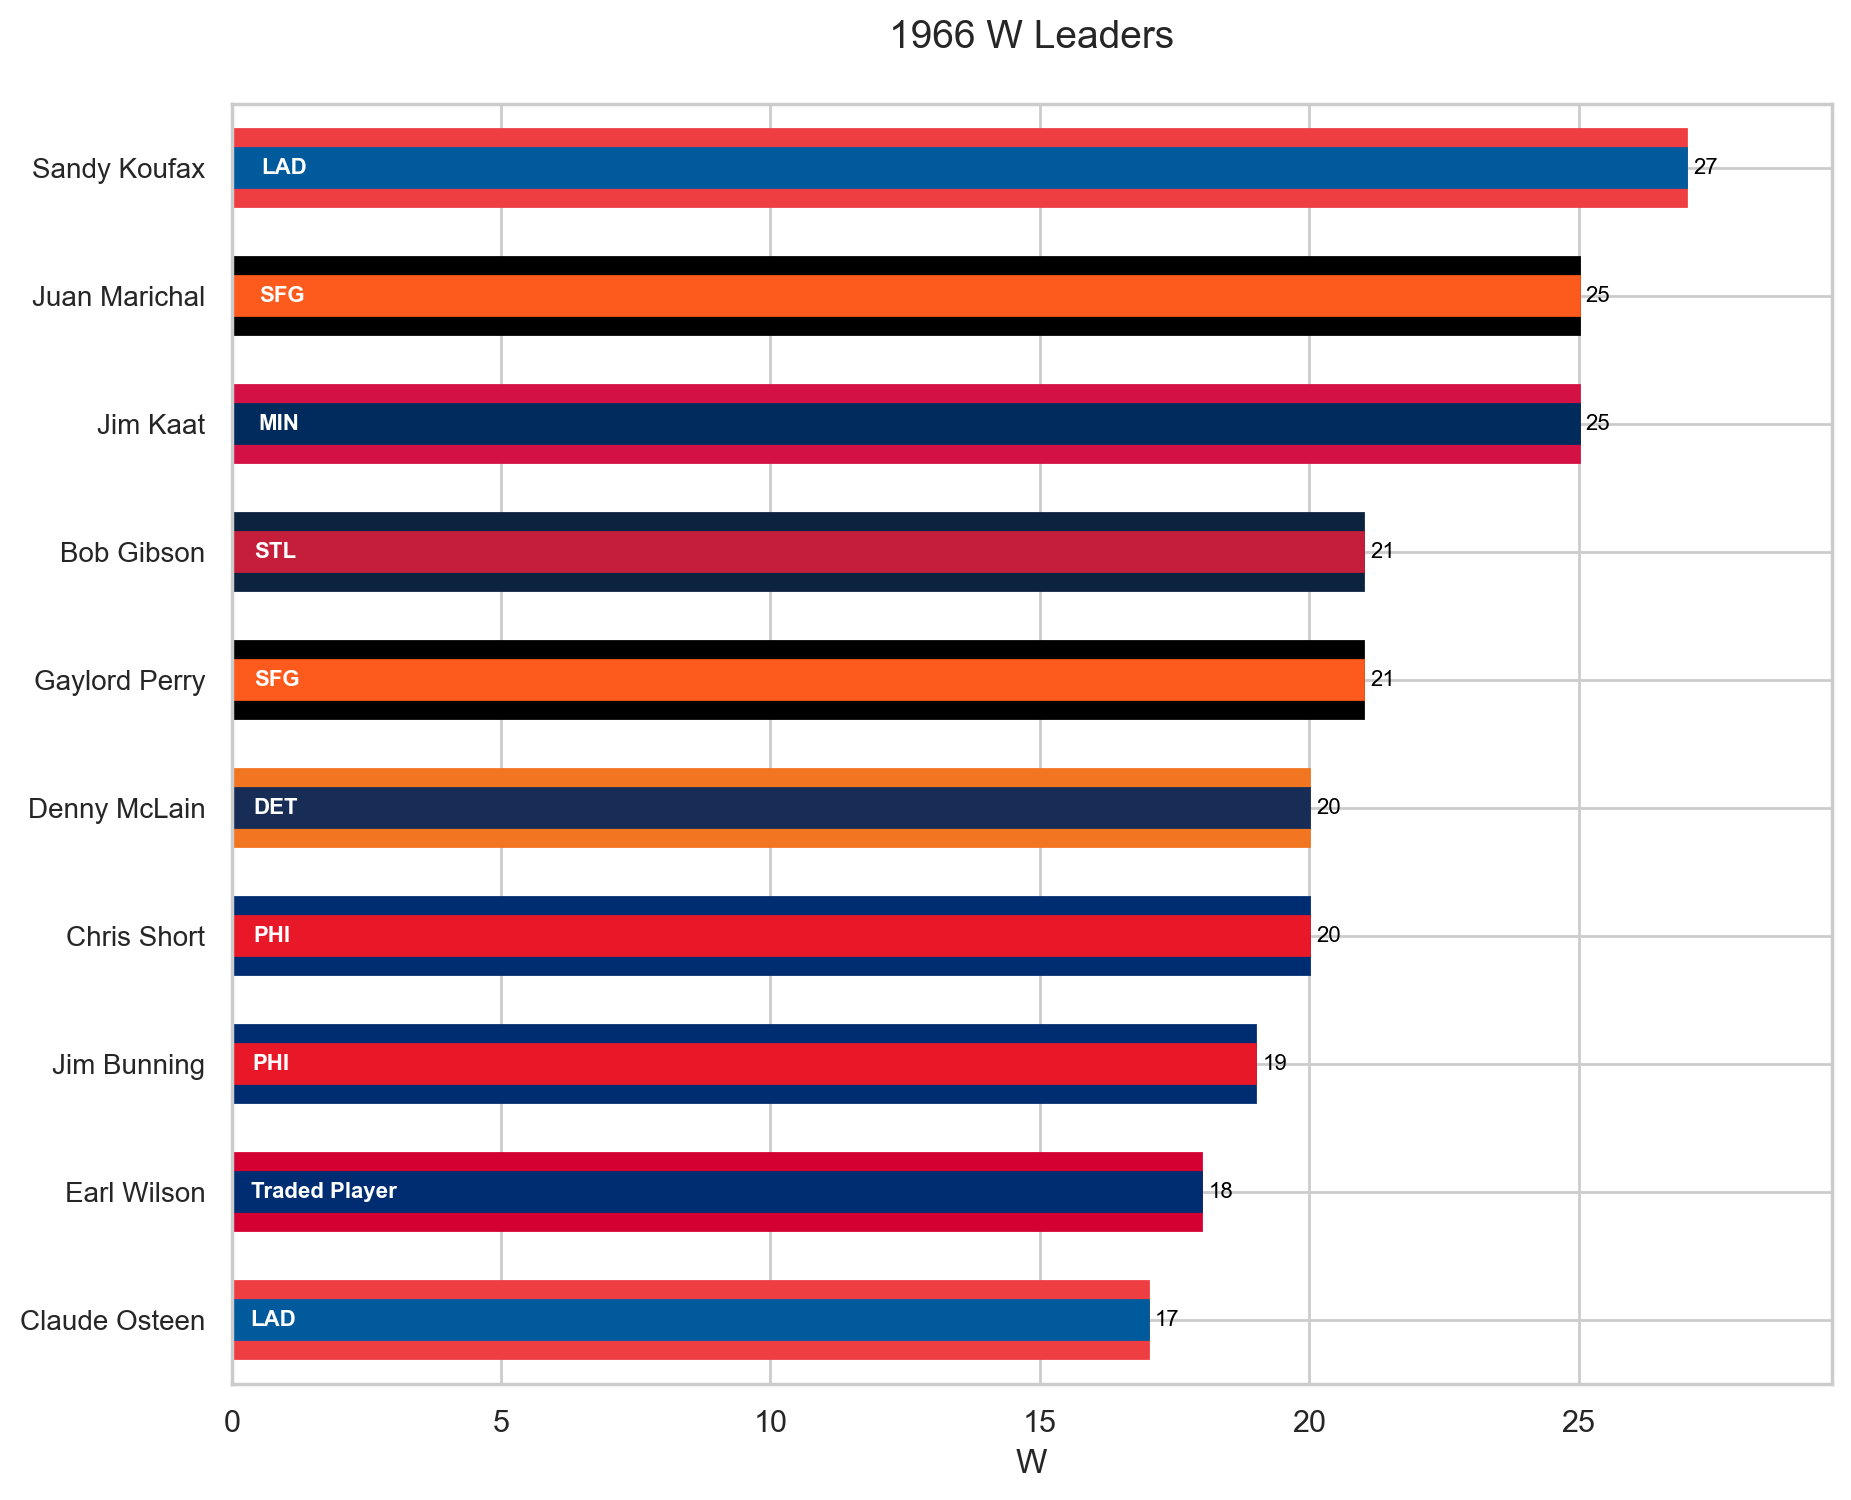 1966 W Leaders
Sandy Koufax LAD 27
Juan Marichal SFG 25
Jim Kaat MIN 25
Bob Gibson STL 21
Gaylord Perry SFG 21
Denny McLain DET 20
Chris Short PHI 20
Jim Bunning PHI 19
Earl Wilson Traded Player 18
Claude Osteen LAD 17
0 5 10 15 20 25
W